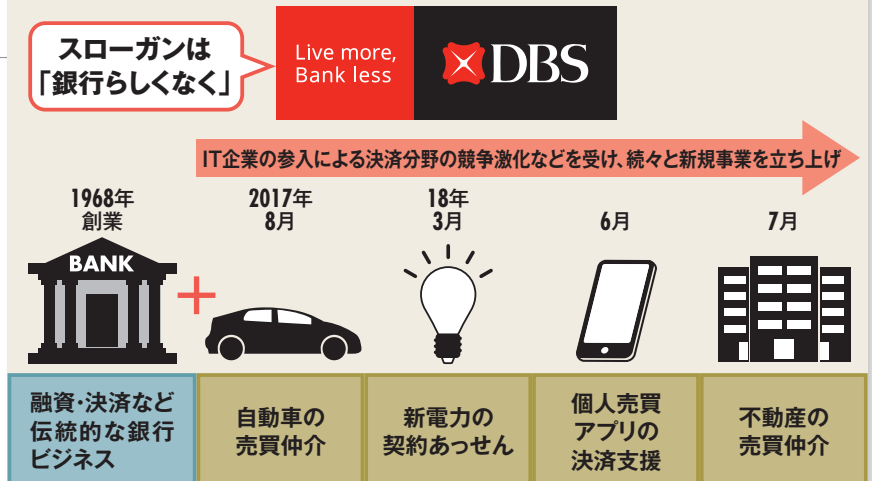 スローガンは
「銀行らしくなく」
Live more,
Bank less
DBS
IT企業の参入による決済分野の競争激化などを受け、続々と新規事業を立ち上げ
1968年
創業
2017年
8月
18年
3月
6月
7月
BANK
+
融資・決済など
伝統的な銀行
ビジネス
自動車の
売買仲介
新電力の
契約あっせん
個人売買
アプリの
決済支援
不動産の
売買仲介